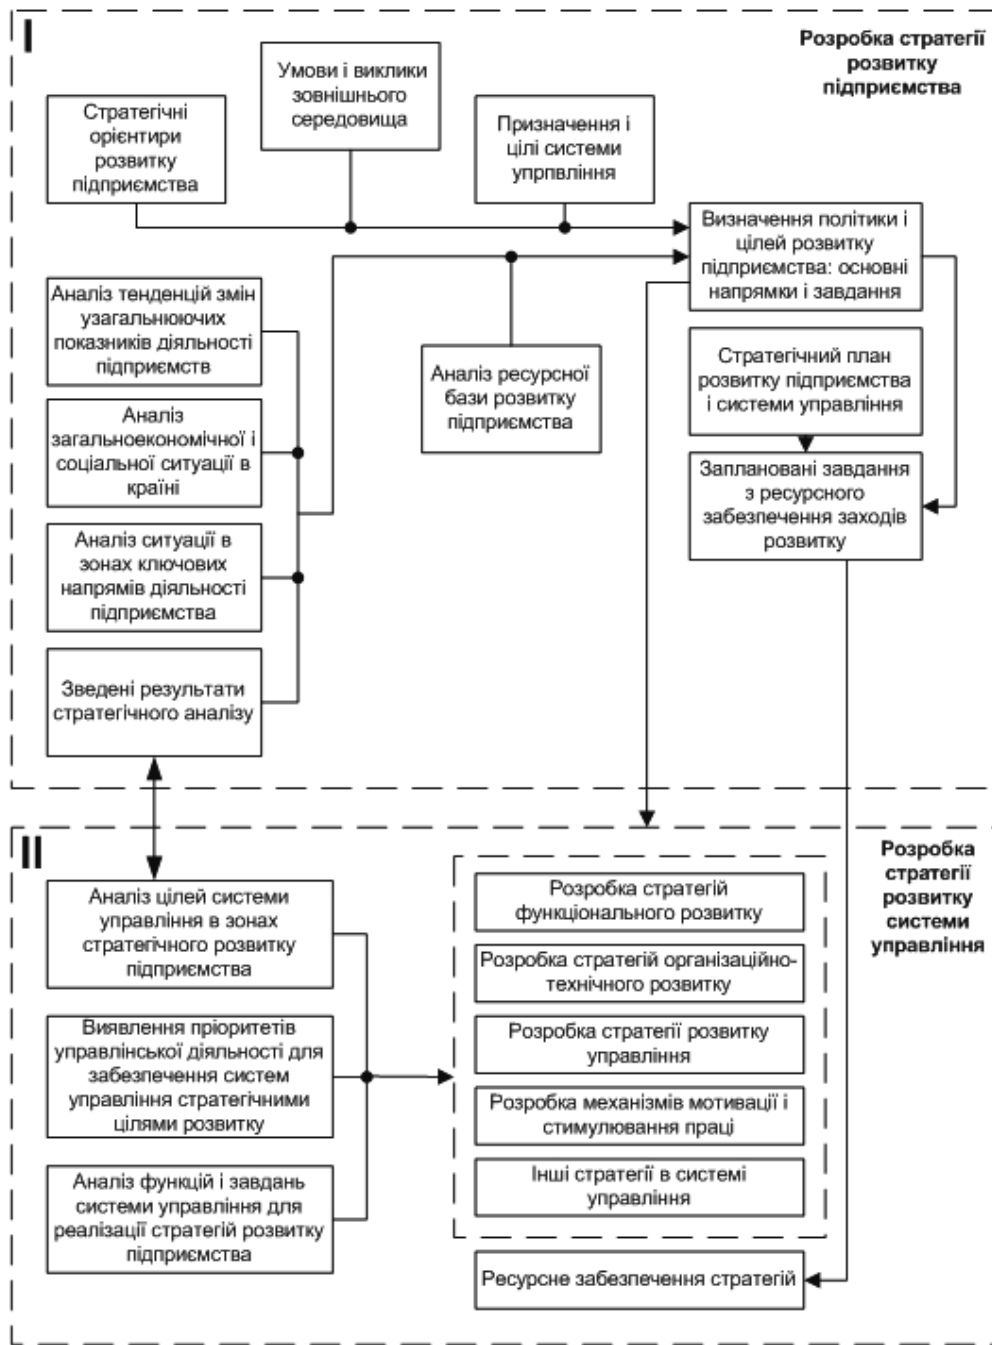 I
Розробка стратегії
розвитку
підприємства
Умови і виклики
зовнішнього
середовища
Стратегічні
орієнтири
розвитку
підприємства
Призначення і
цілі системи
упрпвління
Визначення політики і
цілей розвитку
підприємства: основні
напрямки і завдання
Аналіз тенденцій змін
узагальнюючих
показників діяльності
підприємств
Аналіз ресурсної
бази розвитку
підприємства
Стратегічний план
розвитку підприємства
і системи управління
Аналіз
загальноекономічної і
соціальної ситуації в
країні
Заплановані завдання
з ресурсного
забезпечення заходів
розвитку
Аналіз ситуації в
зонах ключових
напрямів діяльності
підприємства
Зведені результати
стратегічного аналізу
II
Розробка
стратегії
розвитку
системи
управління
Аналіз цілей системи
управління в зонах
стратегічного розвитку
підприємства
Виявлення пріоритетів
управлінської діяльності для
забезпечення систем
управління стратегічними
цілями розвитку
Аналіз функцій і завдань
системи управління для
реалізації стратегій розвитку
підприємства
Розробка стратегій
функціонального розвитку
Розробка стратегій організаційно-
технічного розвитку
Розробка стратегії розвитку
управління
Розробка механізмів мотивації і
стимулювання праці
Інші стратегії в системі
управління
Ресурсне забезпечення стратегій